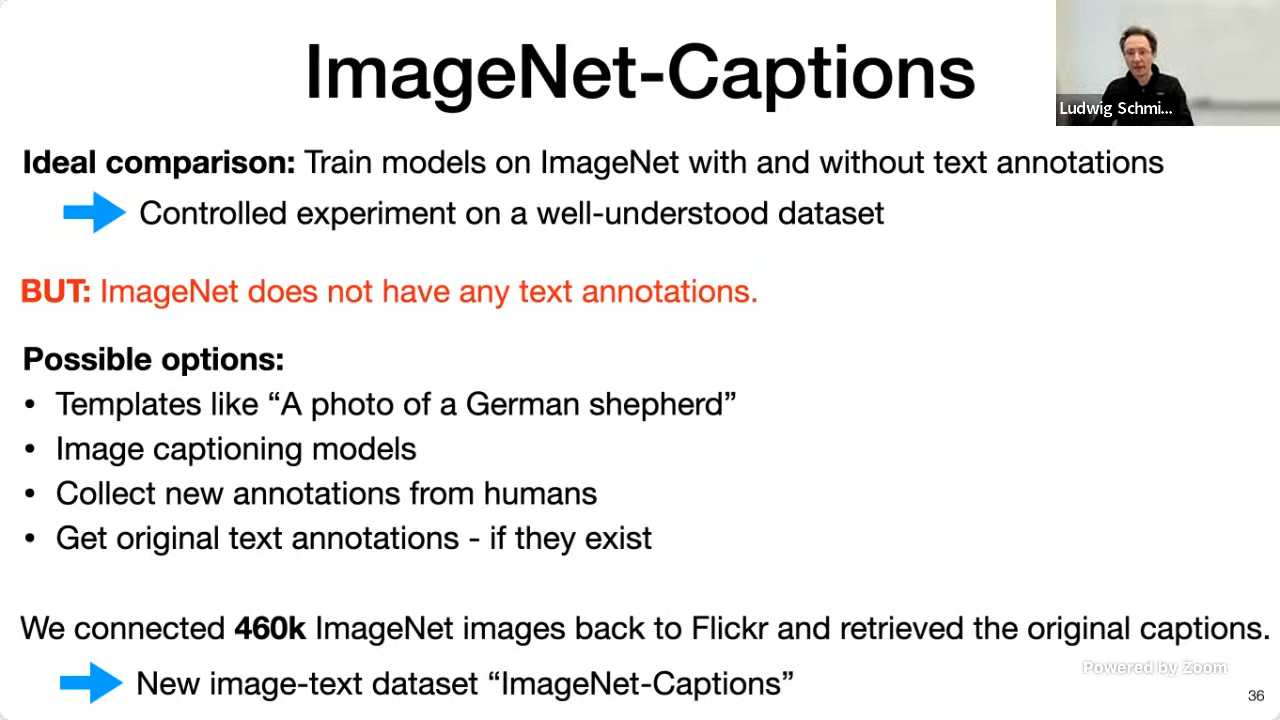 ImageNet-Captions
Ludwig Schmi...
Ideal comparison: Train models on ImageNet with and without text annotations
Controlled experiment on a well-understood dataset
BUT: ImageNet does not have any text annotations.
Possible options:
• Templates like “A photo of a German shepherd”
• Image captioning models
• Collect new annotations from humans
• Get original text annotations - if they exist
We connected 460k ImageNet images back to Flickr and retrieved the original captions.
Powered by Zoom
New image-text dataset “ImageNet-Captions”
36